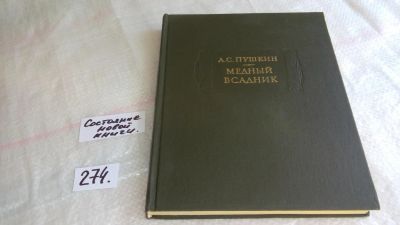 А.С. ПУШКИН
МЕДНЫЙ
ВСАДНИК
Состояние
новой
книги.
274.